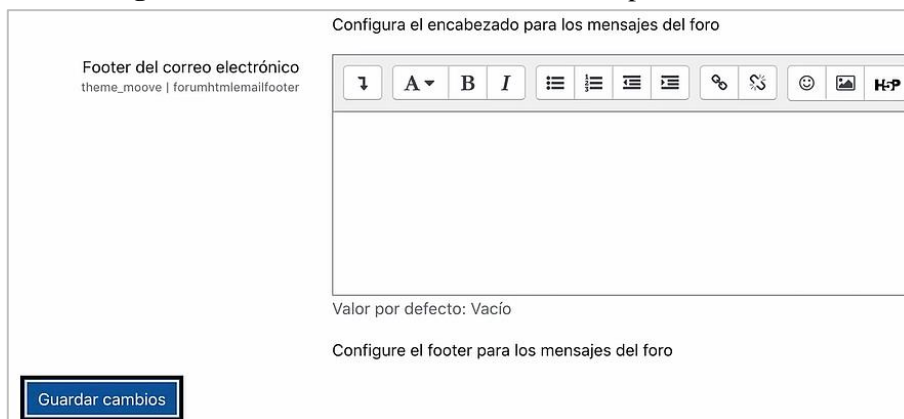 Configura el encabezado para los mensajes del foro
Footer del correo electrónico
theme_moove | forumhtmlemailfooter
A B I H-P
Valor por defecto: Vacío
Configure el footer para los mensajes del foro
Guardar cambios